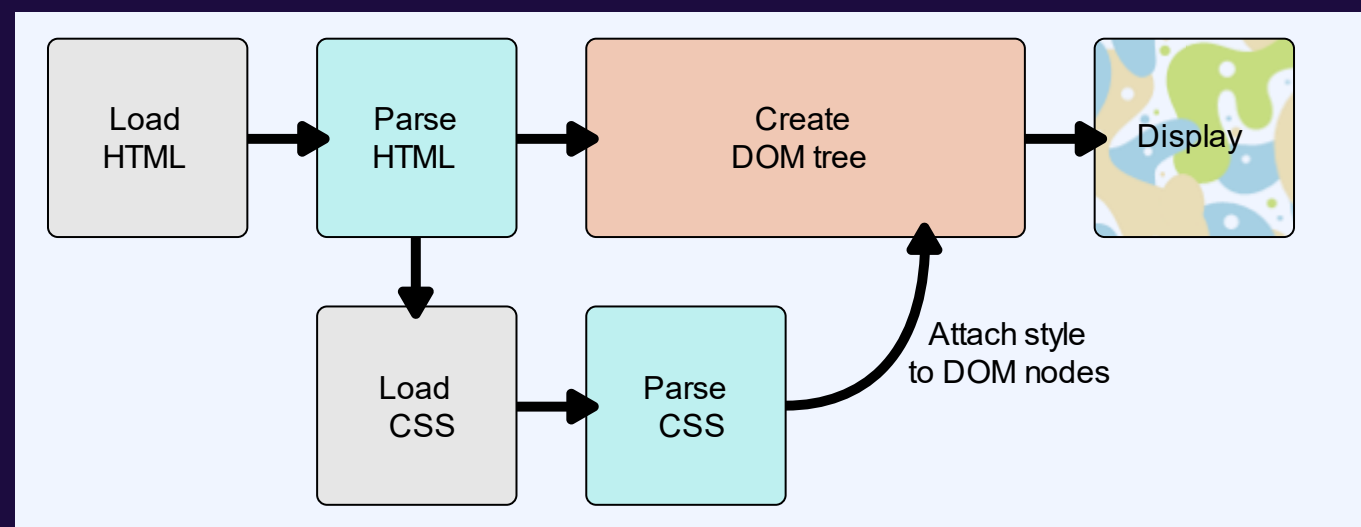 Load
HTML
Parse
HTML
Create
DOM tree
Display
Load
CSS
Parse
CSS
Attach style
to DOM nodes